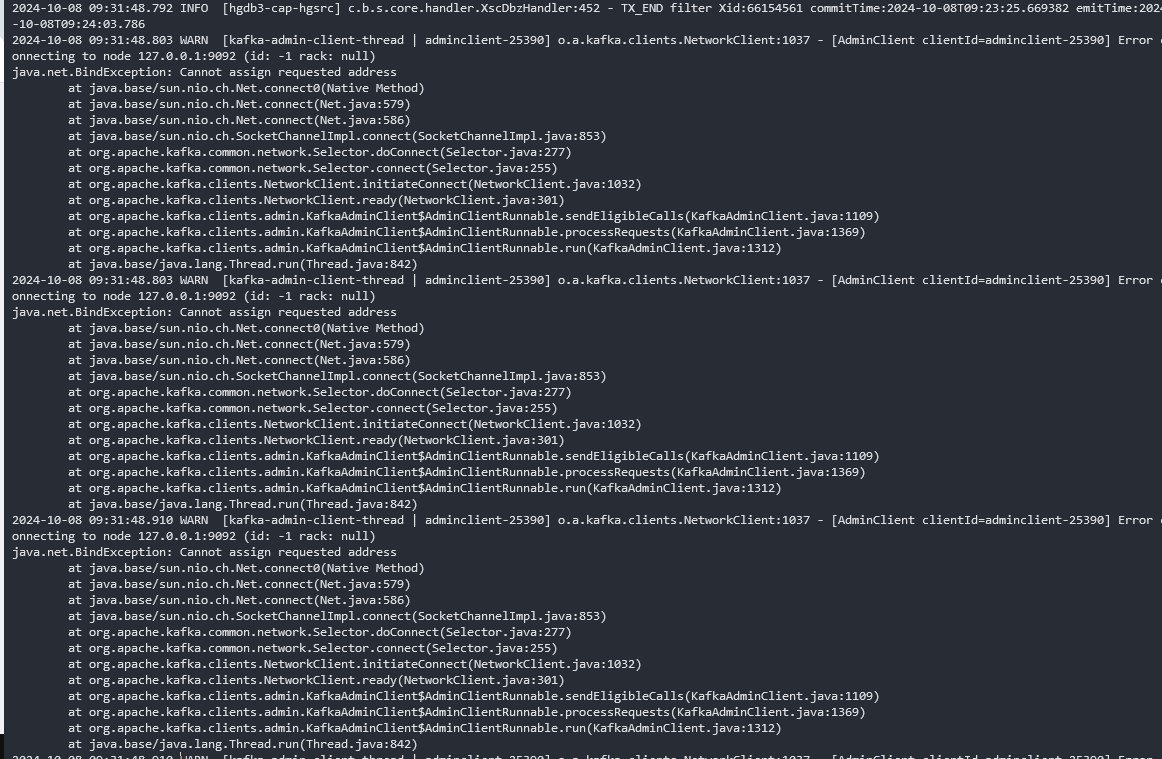 2024-10-08 09:31:48.792 INFO  [hgdb3-cap-hgsrc] c.b.s.core.handler.XscDbzHandler:452 - TX_END filter Xid:66154561 commitTime:2024-10-08T09:23:25.669382 emitTime:2024
-10-08T09:24:03.786
2024-10-08 09:31:48.803 WARN  [kafka-admin-client-thread | adminclient-25390] o.a.kafka.clients.NetworkClient:1037 - [AdminClient clientId=adminclient-25390] Error c
onnecting to node 127.0.0.1:9092 (id: -1 rack: null)
java.net.BindException: Cannot assign requested address
        at java.base/sun.nio.ch.Net.connect0(Native Method)
        at java.base/sun.nio.ch.Net.connect(Net.java:579)
        at java.base/sun.nio.ch.Net.connect(Net.java:586)
        at java.base/sun.nio.ch.SocketChannelImpl.connect(SocketChannelImpl.java:853)
        at org.apache.kafka.common.network.Selector.doConnect(Selector.java:277)
        at org.apache.kafka.common.network.Selector.connect(Selector.java:255)
        at org.apache.kafka.clients.NetworkClient.initiateConnect(NetworkClient.java:1032)
        at org.apache.kafka.clients.NetworkClient.ready(NetworkClient.java:301)
        at org.apache.kafka.clients.admin.KafkaAdminClient$AdminClientRunnable.sendEligibleCalls(KafkaAdminClient.java:1109)
        at org.apache.kafka.clients.admin.KafkaAdminClient$AdminClientRunnable.processRequests(KafkaAdminClient.java:1369)
        at org.apache.kafka.clients.admin.KafkaAdminClient$AdminClientRunnable.run(KafkaAdminClient.java:1312)
        at java.base/java.lang.Thread.run(Thread.java:842)
2024-10-08 09:31:48.803 WARN  [kafka-admin-client-thread | adminclient-25390] o.a.kafka.clients.NetworkClient:1037 - [AdminClient clientId=adminclient-25390] Error c
onnecting to node 127.0.0.1:9092 (id: -1 rack: null)
java.net.BindException: Cannot assign requested address
        at java.base/sun.nio.ch.Net.connect0(Native Method)
        at java.base/sun.nio.ch.Net.connect(Net.java:579)
        at java.base/sun.nio.ch.Net.connect(Net.java:586)
        at java.base/sun.nio.ch.SocketChannelImpl.connect(SocketChannelImpl.java:853)
        at org.apache.kafka.common.network.Selector.doConnect(Selector.java:277)
        at org.apache.kafka.common.network.Selector.connect(Selector.java:255)
        at org.apache.kafka.clients.NetworkClient.initiateConnect(NetworkClient.java:1032)
        at org.apache.kafka.clients.NetworkClient.ready(NetworkClient.java:301)
        at org.apache.kafka.clients.admin.KafkaAdminClient$AdminClientRunnable.sendEligibleCalls(KafkaAdminClient.java:1109)
        at org.apache.kafka.clients.admin.KafkaAdminClient$AdminClientRunnable.processRequests(KafkaAdminClient.java:1369)
        at org.apache.kafka.clients.admin.KafkaAdminClient$AdminClientRunnable.run(KafkaAdminClient.java:1312)
        at java.base/java.lang.Thread.run(Thread.java:842)
2024-10-08 09:31:48.910 WARN  [kafka-admin-client-thread | adminclient-25390] o.a.kafka.clients.NetworkClient:1037 - [AdminClient clientId=adminclient-25390] Error c
onnecting to node 127.0.0.1:9092 (id: -1 rack: null)
java.net.BindException: Cannot assign requested address
        at java.base/sun.nio.ch.Net.connect0(Native Method)
        at java.base/sun.nio.ch.Net.connect(Net.java:579)
        at java.base/sun.nio.ch.Net.connect(Net.java:586)
        at java.base/sun.nio.ch.SocketChannelImpl.connect(SocketChannelImpl.java:853)
        at org.apache.kafka.common.network.Selector.doConnect(Selector.java:277)
        at org.apache.kafka.common.network.Selector.connect(Selector.java:255)
        at org.apache.kafka.clients.NetworkClient.initiateConnect(NetworkClient.java:1032)
        at org.apache.kafka.clients.NetworkClient.ready(NetworkClient.java:301)
        at org.apache.kafka.clients.admin.KafkaAdminClient$AdminClientRunnable.sendEligibleCalls(KafkaAdminClient.java:1109)
        at org.apache.kafka.clients.admin.KafkaAdminClient$AdminClientRunnable.processRequests(KafkaAdminClient.java:1369)
        at org.apache.kafka.clients.admin.KafkaAdminClient$AdminClientRunnable.run(KafkaAdminClient.java:1312)
        at java.base/java.lang.Thread.run(Thread.java:842)